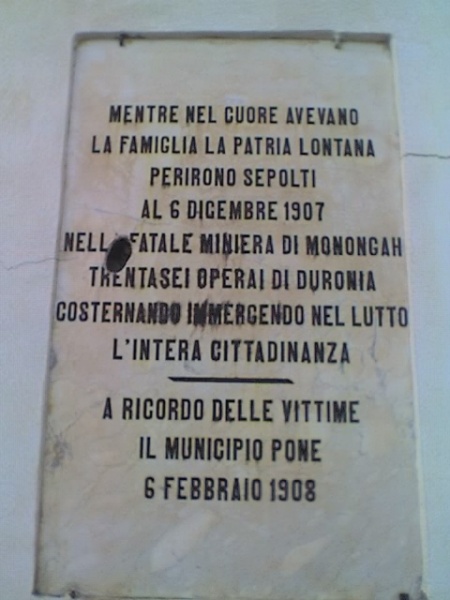 MENTRE NEL CUORE AVEVANO
LA FAMIGLIA LA PATRIA LONTANA
PERIRONO SEPOLTI
AL 6 DICEMBRE 1907
NELL FATALE MINIERA DI MONONGAH
TRENTASEI OPERAI DI DURONIA
COSTERNANDO IMMERGENDO NEL LUTTO
L'INTERA CITTADINANZA
A RICORDO DELLE VITTIME
IL MUNICIPIO PONE
6 FEBBRAIO 1908